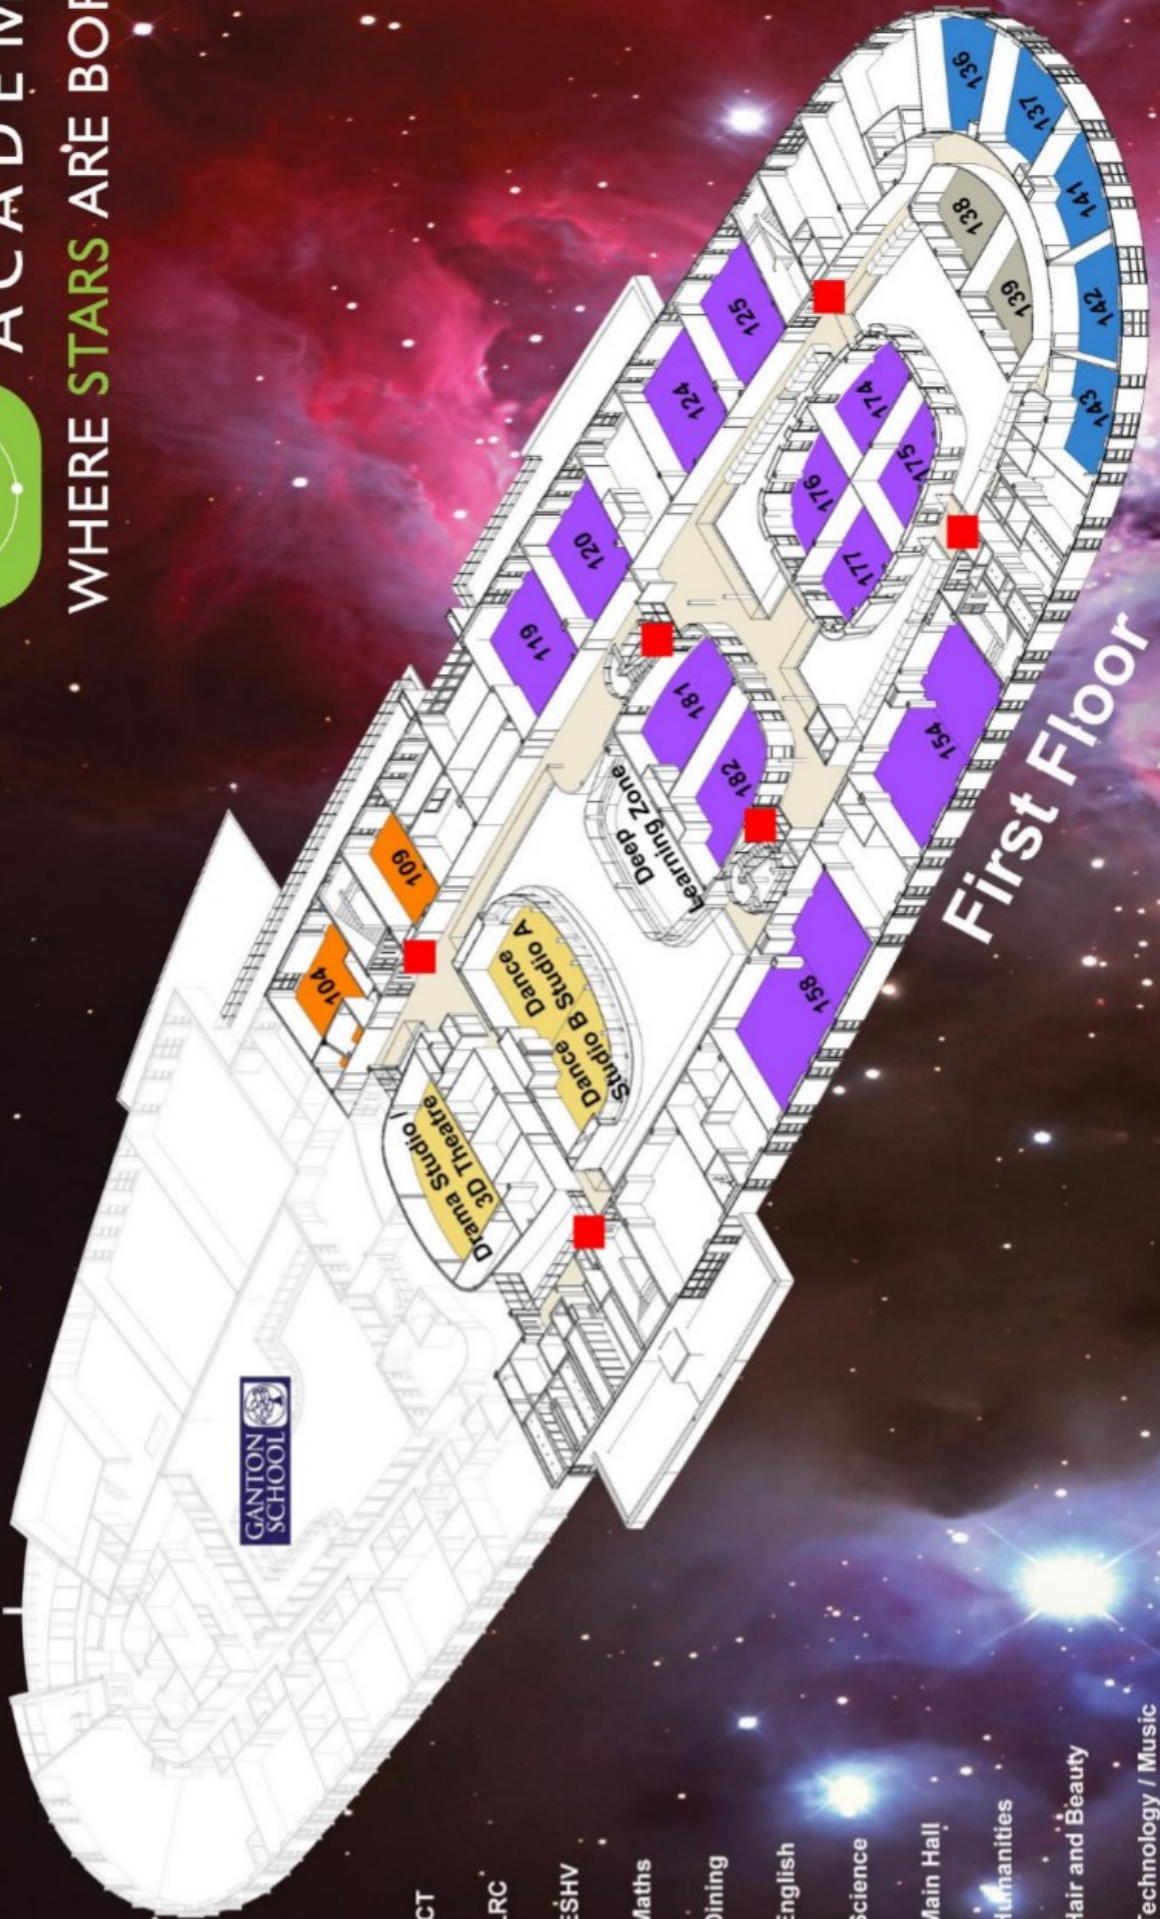 ACADEM
WHERE STARS ARE BOR
136
137
138
141
139
142
143
125
124
174
175
176
177
120
119
181
182
154
158
Deep
Learning Zone
109
104
Dance
Studio A
Dance
Studio B
Drama Studio /
3D Theatre
GANTON
SCHOOL
First Floor
CT
RC
ESHV
Maths
Dining
English
Science
Main Hall
Humanities
Hair and Beauty
Technology / Music